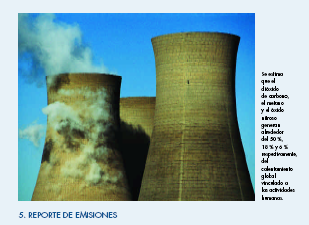 Se estima
que el
dióxido
de carbono,
el metano
y el óxido
nitroso
generan
alrededor
del 50 %,
18 % y 6 %
respectivamente,
del
calentamiento
global
vinculado a
las actividades
humanas.
5. REPORTE DE EMISIONES